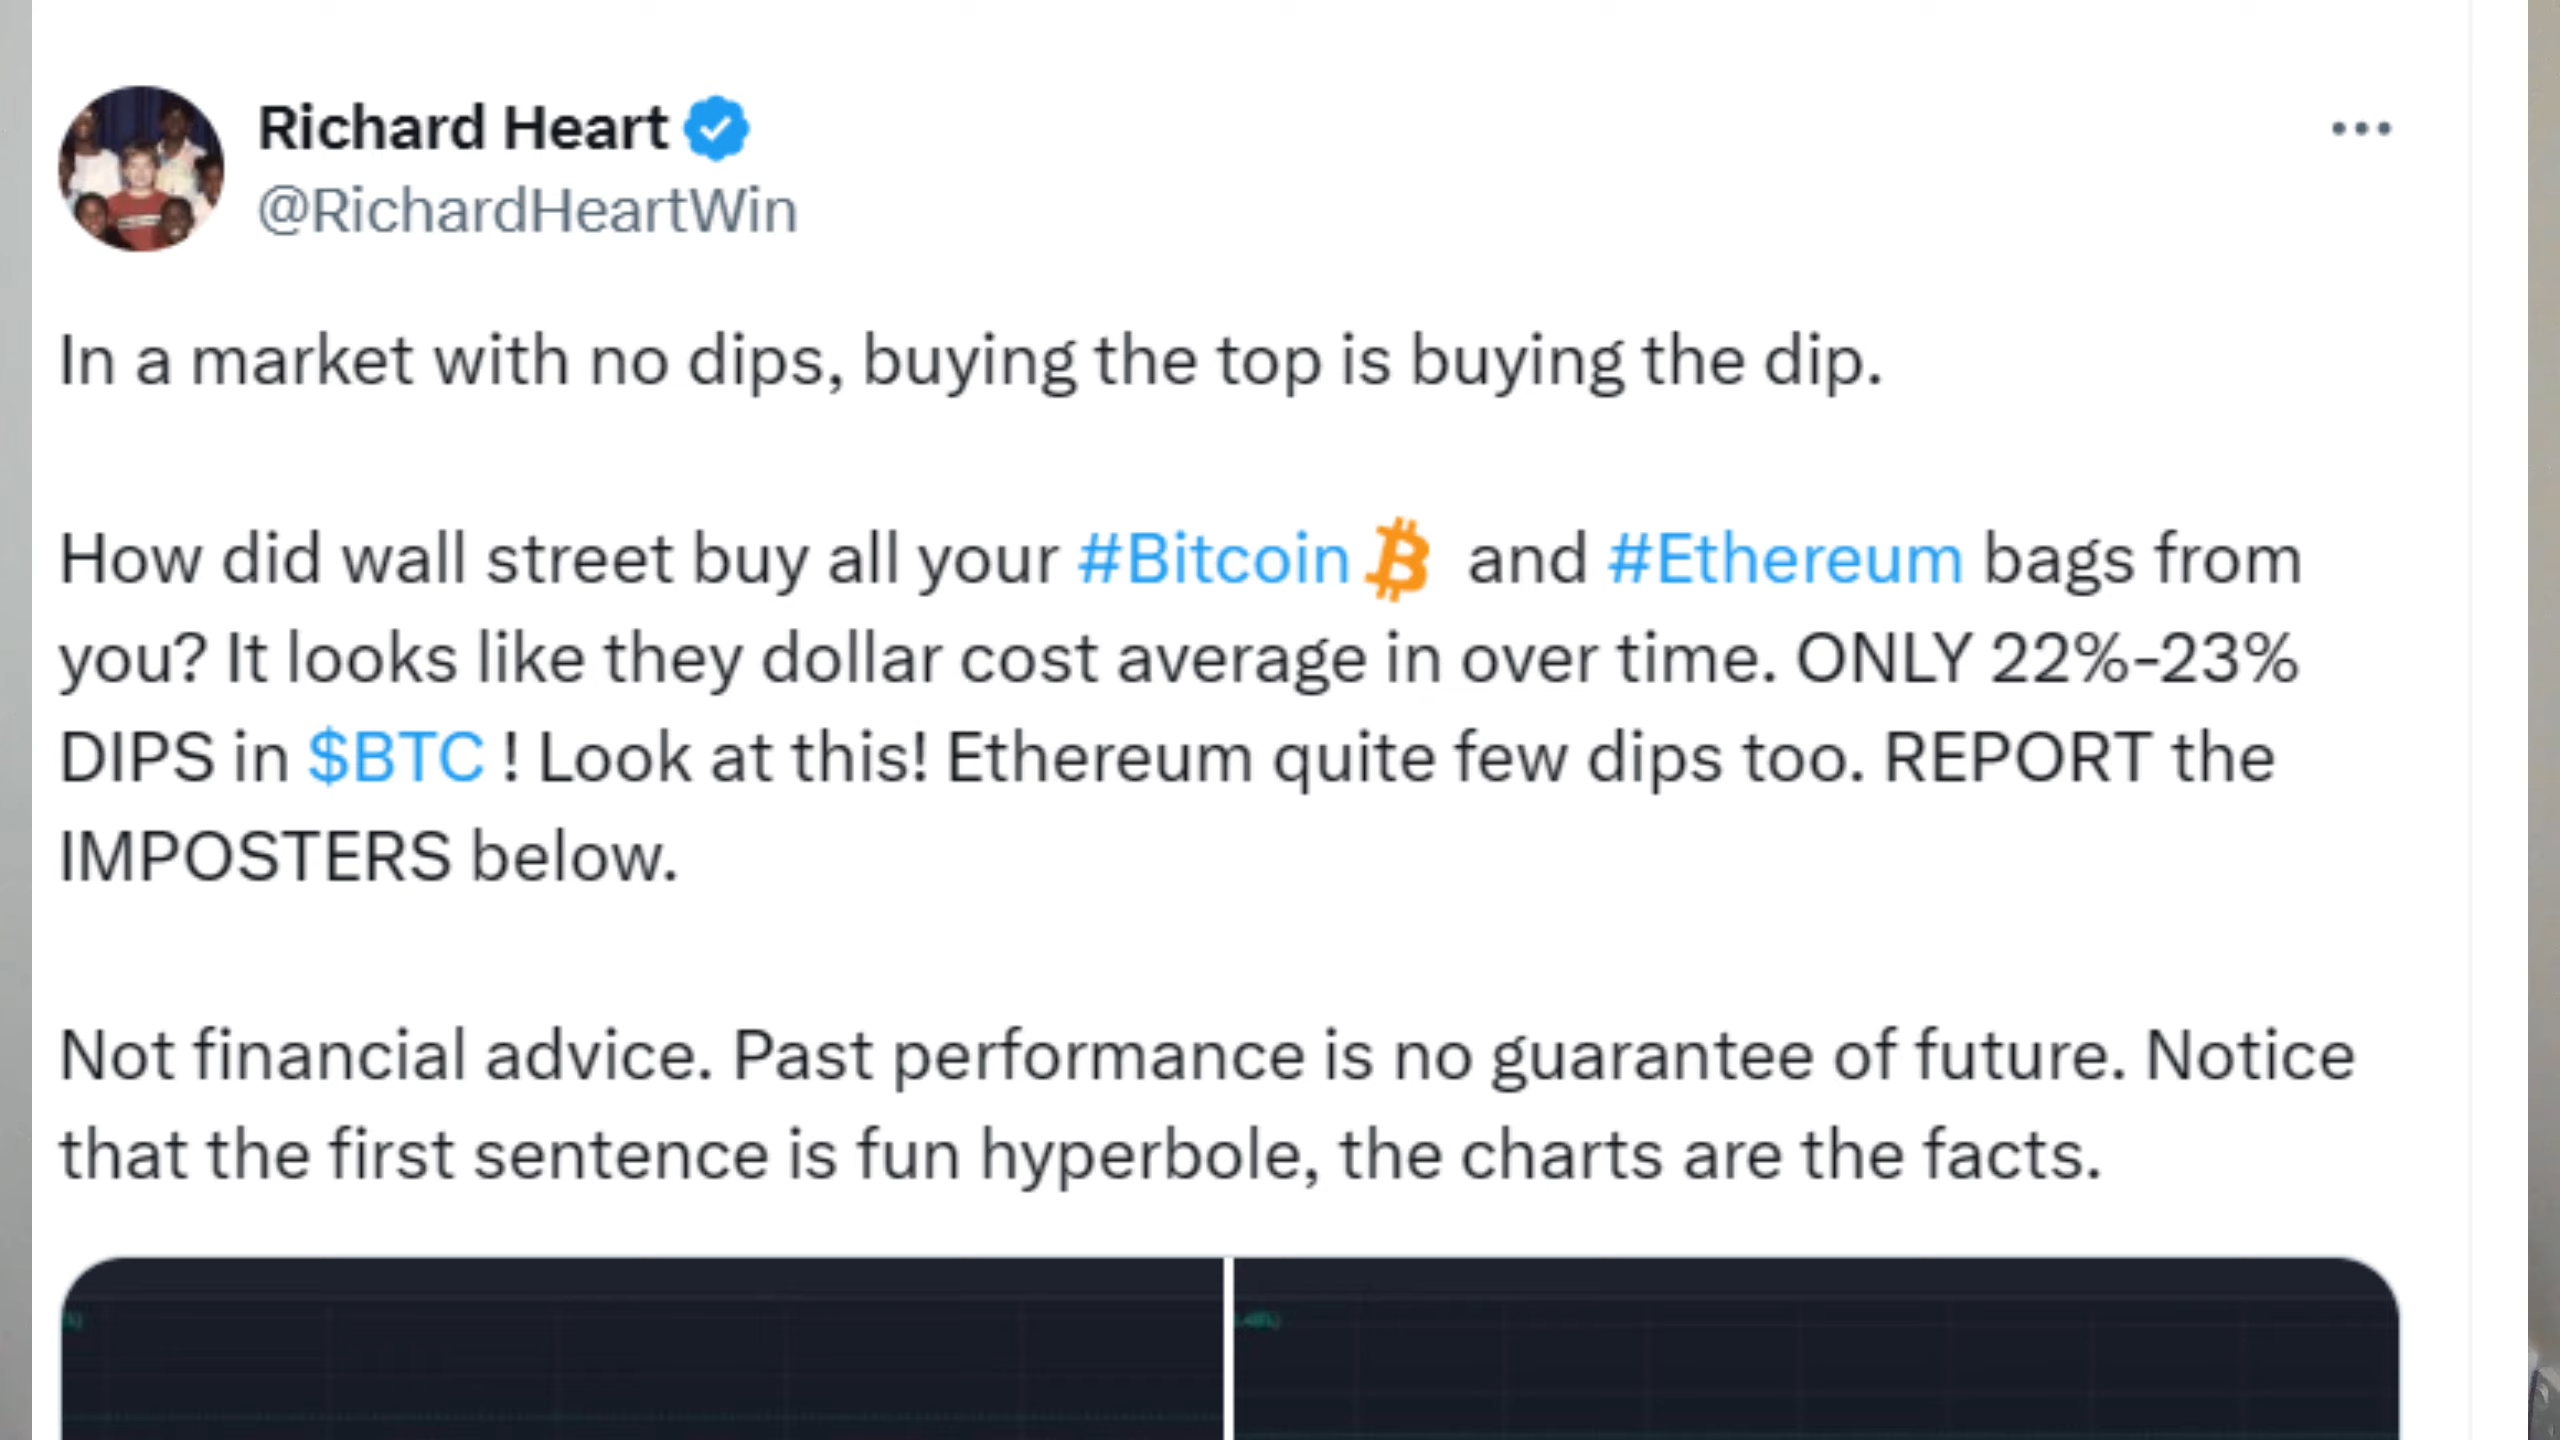 Richard Heart
@RichardHeartWin
In a market with no dips, buying the top is buying the dip.
How did wall street buy all your #Bitcoin and #Ethereum bags from
you? It looks like they dollar cost average in over time. ONLY 22%-23%
DIPS in $BTC ! Look at this! Ethereum quite few dips too. REPORT the
IMPOSTERS below.
Not financial advice. Past performance is no guarantee of future. Notice
that the first sentence is fun hyperbole, the charts are the facts.